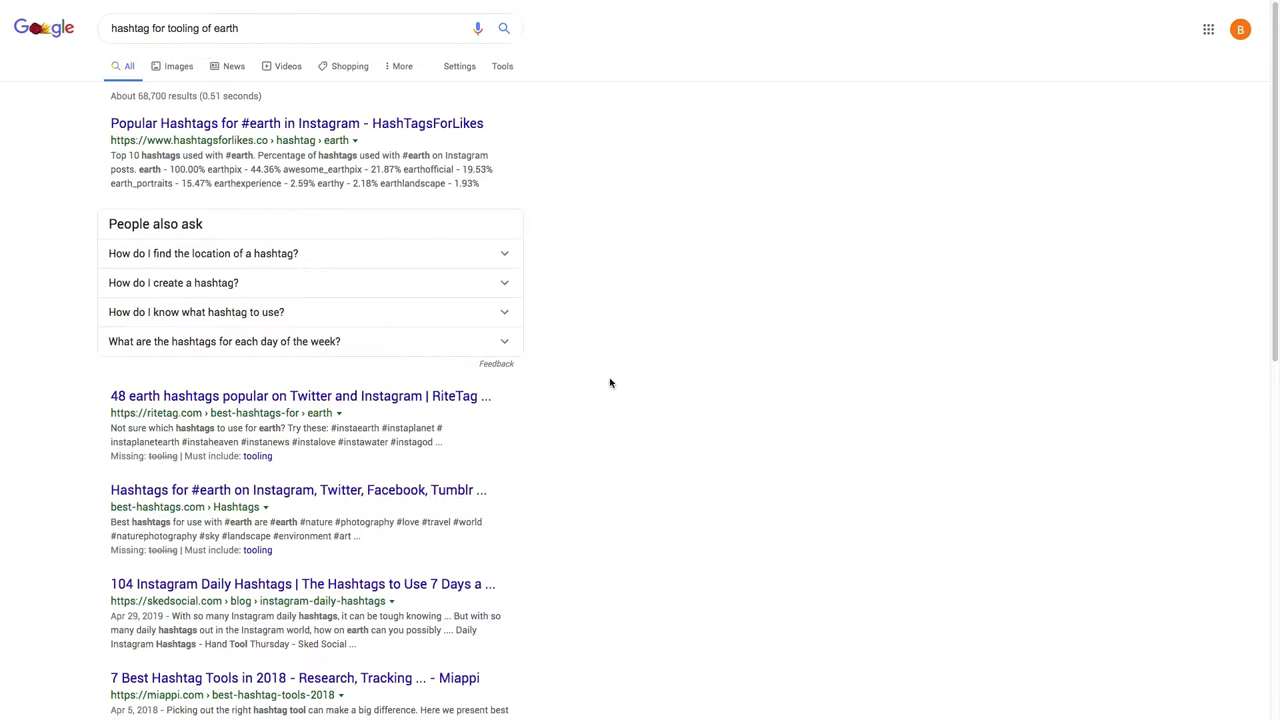 Google
hashtag for tooling of earth
B
All Images News Videos Shopping More Settings Tools
About 68,700 results (0.51 seconds)
Popular Hashtags for #earth in Instagram - HashTagsForLikes
https://www.hashtagsforlikes.co › hashtag › earth
Top 10 hashtags used with #earth. Percentage of hashtags used with #earth on Instagram
posts. earth - 100.00% earthpix - 44.36% awesome_earthpix - 21.87% earthofficial - 19.53%
earth_portraits - 15.47% earthexperience - 2.59% earthy - 2.18% earthlandscape - 1.93%
People also ask
How do I find the location of a hashtag?
How do I create a hashtag?
How do I know what hashtag to use?
What are the hashtags for each day of the week?
Feedback
48 earth hashtags popular on Twitter and Instagram | RiteTag ...
https://ritetag.com › best-hashtags-for › earth
Not sure which hashtags to use for earth? Try these: #instaearth #instaplanet #
instaplanetearth #instaheaven #instanews #instalove #instawater #instagod ...
Missing: tooling | Must include: tooling
Hashtags for #earth on Instagram, Twitter, Facebook, Tumblr ...
best-hashtags.com › Hashtags
Best hashtags for use with #earth are #earth #nature #photography #love #travel #world
#naturephotography #sky #landscape #environment #art ...
Missing: tooling | Must include: tooling
104 Instagram Daily Hashtags | The Hashtags to Use 7 Days a ...
https://skedsocial.com › blog › instagram-daily-hashtags
Apr 29, 2019 - With so many Instagram daily hashtags, it can be tough knowing ... But with so
many daily hashtags out in the Instagram world, how on earth can you possibly .... Daily
Instagram Hashtags - Hand Tool Thursday - Sked Social ...
7 Best Hashtag Tools in 2018 - Research, Tracking ... - Miappi
https://miappi.com › best-hashtag-tools-2018
Apr 5, 2018 - Picking out the right hashtag tool can make a big difference. Here we present best